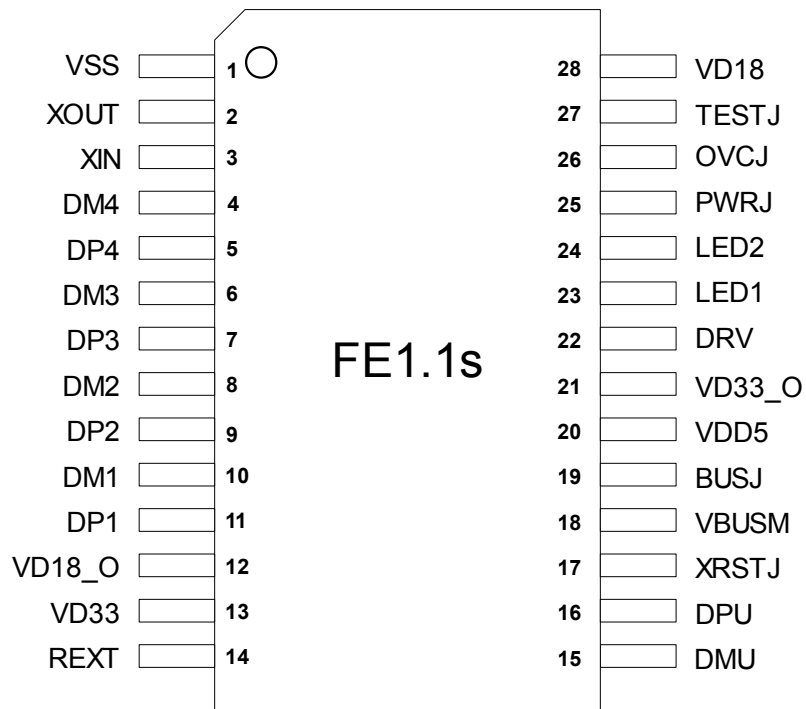 VSS 1 28 VD18
XOUT 2 27 TESTJ
XIN 3 26 OVCJ
DM4 4 25 PWRJ
DP4 5 24 LED2
DM3 6 23 LED1
DP3 7 22 DRV
FE1.1s
DM2 8 21 VD33_O
DP2 9 20 VDD5
DM1 10 19 BUSJ
DP1 11 18 VBUSM
VD18_O 12 17 XRSTJ
VD33 13 16 DPU
REXT 14 15 DMU